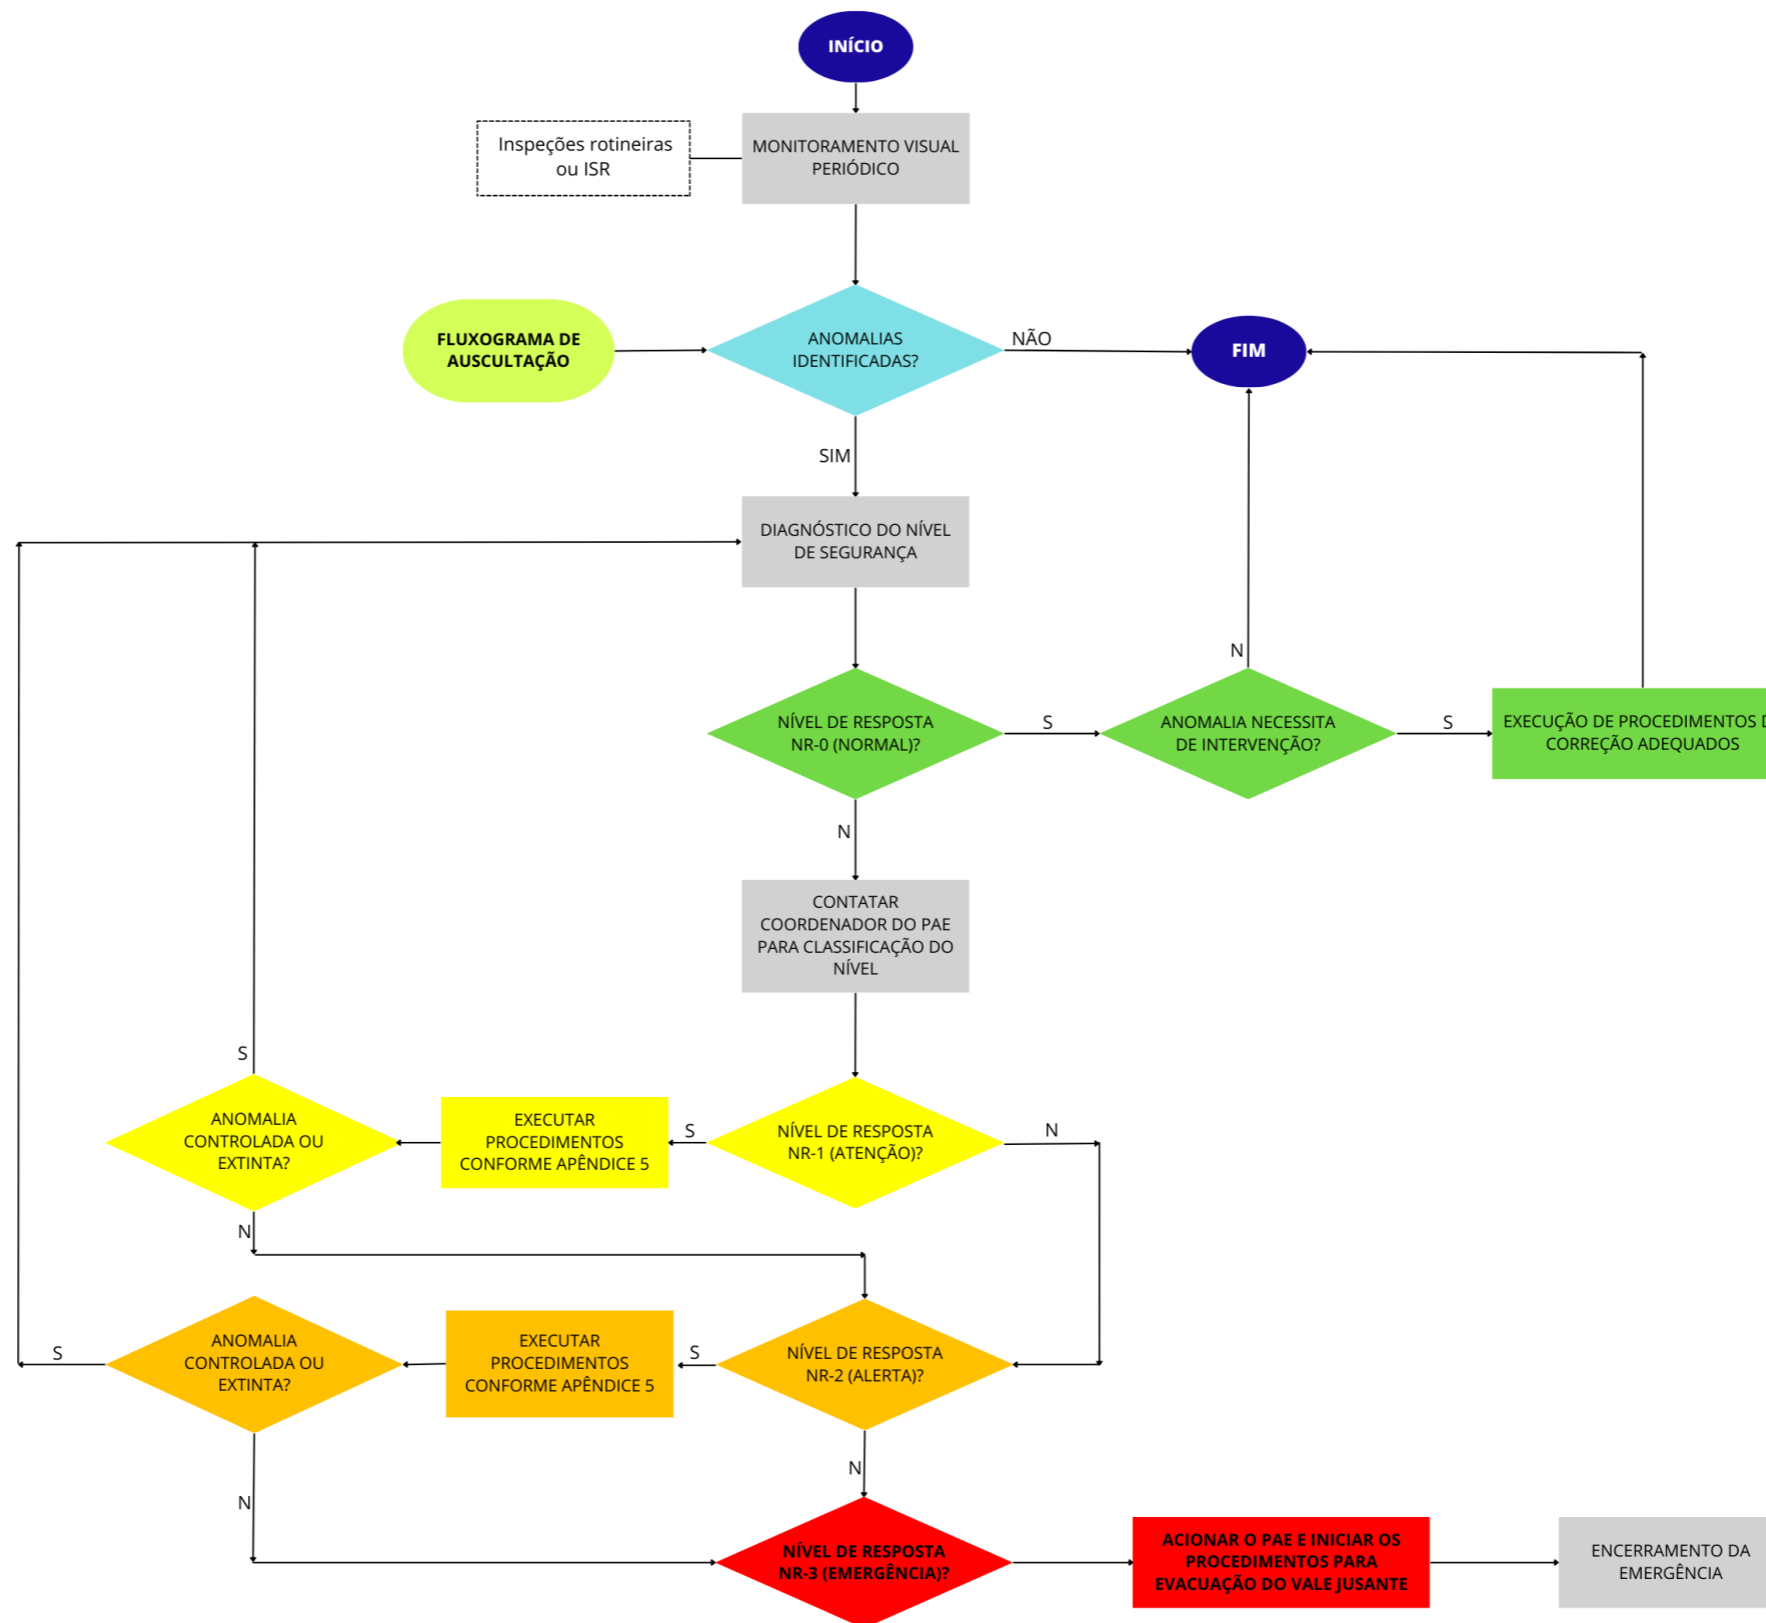 INÍCIO
Inspeções rotineiras
ou ISR
MONITORAMENTO VISUAL
PERIÓDICO
FLUXOGRAMA DE
AUSCULTAÇÃO
ANOMALIAS
IDENTIFICADAS?
NÃO
FIM
SIM
DIAGNÓSTICO DO NÍVEL
DE SEGURANÇA
N
NÍVEL DE RESPOSTA
NR-0 (NORMAL)?
S
ANOMALIA NECESSITA
DE INTERVENÇÃO?
S
EXECUÇÃO DE PROCEDIMENTOS
CORREÇÃO ADEQUADOS
N
CONTATAR
COORDENADOR DO PAE
PARA CLASSIFICAÇÃO DO
NÍVEL
S
ANOMALIA
CONTROLADA OU
EXTINTA?
EXECUTAR
PROCEDIMENTOS
CONFORME APÊNDICE 5
S
NÍVEL DE RESPOSTA
NR-1 (ATENÇÃO)?
N
N
S
ANOMALIA
CONTROLADA OU
EXTINTA?
EXECUTAR
PROCEDIMENTOS
CONFORME APÊNDICE 5
S
NÍVEL DE RESPOSTA
NR-2 (ALERTA)?
N
N
NÍVEL DE RESPOSTA
NR-3 (EMERGÊNCIA)?
ACIONAR O PAE E INICIAR OS
PROCEDIMENTOS PARA
EVACUAÇÃO DO VALE JUSANTE
ENCERRAMENTO DA
EMERGÊNCIA